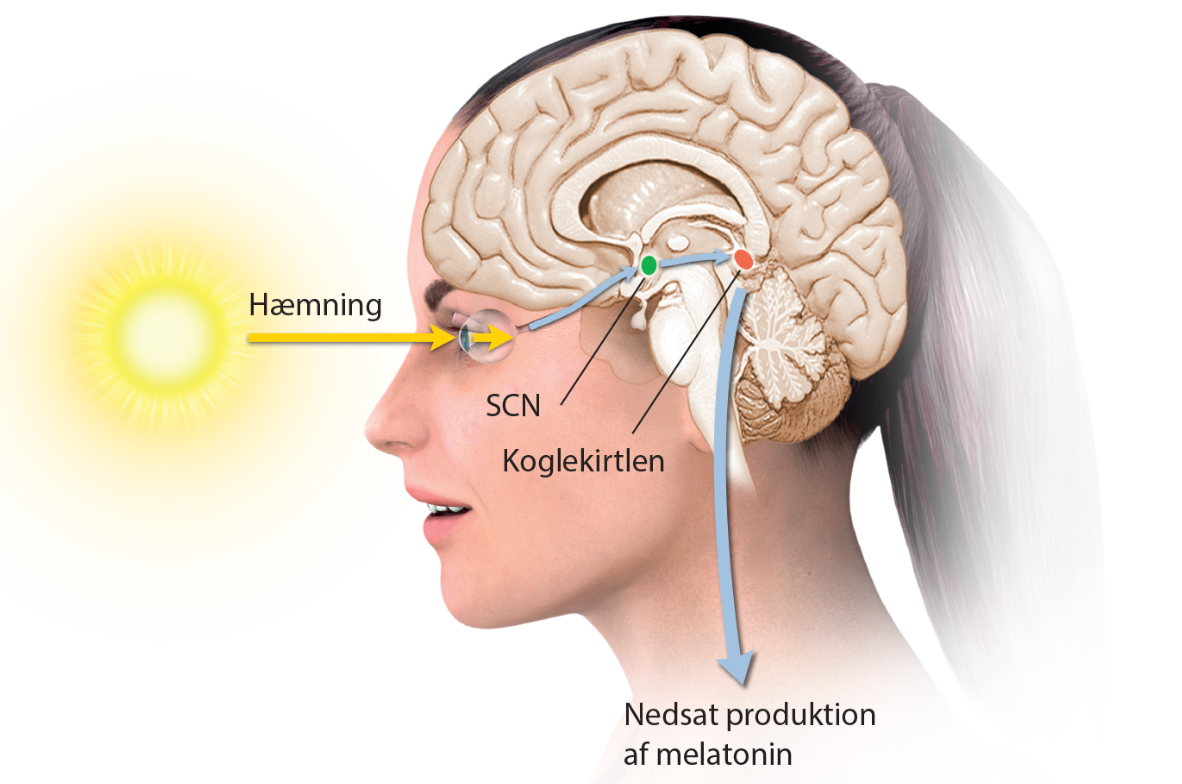 Hæmning
SCN
Koglekirtlen
Nedsat produktion
af melatonin